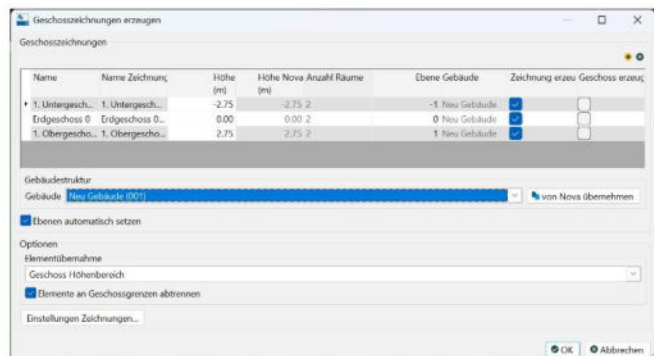 Geschosszeichnungen erzeugen
Geschosszeichnungen
Name Name Zeichnung Höhe (m) Höhe Nova (m) Anzahl Räume Ebene Gebäude Zeichnung erzeu Geschoss erzeug
1. Untergesch... 1. Untergesch... -2.75 -2.75 2 -1 Neu Gebäude
Erdgeschoss 0 Erdgeschoss 0... 0.00 0.00 2 0 Neu Gebäude
1. Obergescho... 1. Obergescho... 2.75 2.75 2 1 Neu Gebäude
Gebäudestruktur
Gebäude Neu Gebäude (001) von Nova übernehmen
Ebenen automatisch setzen
Optionen
Elementübernahme
Geschoss Höhenbereich
Elemente an Geschossgrenzen abtrennen
Einstellungen Zeichnungen...
OK Abbrechen